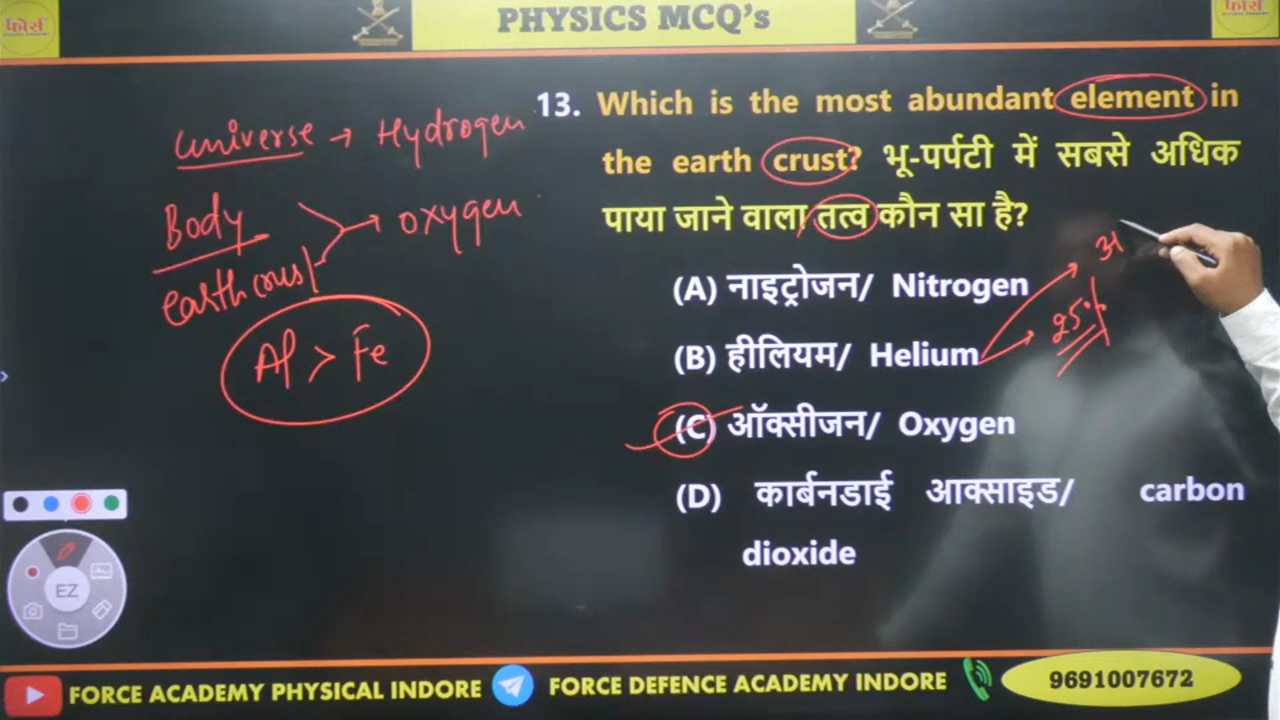 फोर्स
PHYSICS MCQ’s
फोर्स
universe → Hydrogen
Body
→ oxygen
earth crust
Al > Fe
13. Which is the most abundant element in
the earth crust? भू-पर्पटी में सबसे अधिक
पाया जाने वाला तत्व कौन सा है?
(A) नाइट्रोजन/ Nitrogen
(B) हीलियम/ Helium
25%
(C) ऑक्सीजन/ Oxygen
(D) कार्बनडाई आक्साइड/ carbon
dioxide
EZ
FORCE ACADEMY PHYSICAL INDORE
FORCE DEFENCE ACADEMY INDORE
9691007672